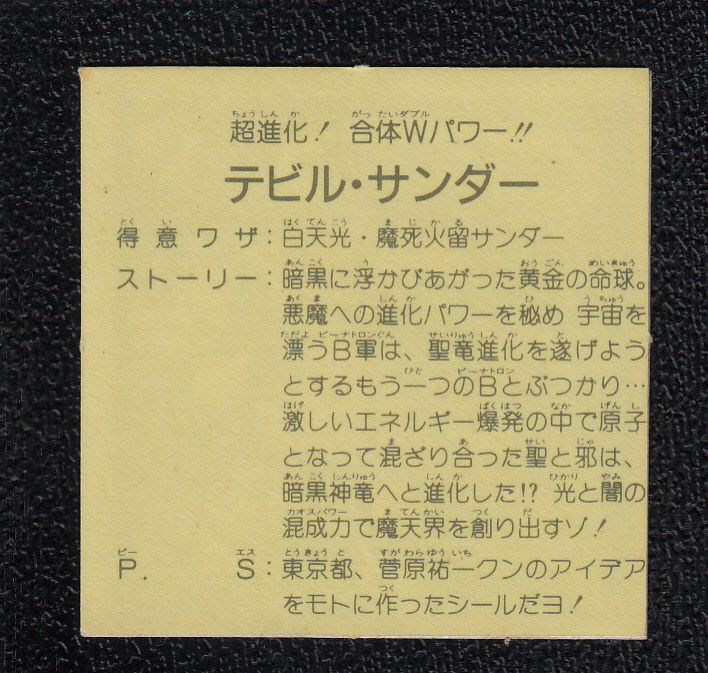 超進化！ 合体Wパワー!!
テビル・サンダー
得意ワザ：白天光・魔死火留サンダー
ストーリー：暗黒に浮かびあがった黄金の命球。
悪魔への進化パワーを秘め 宇宙を
漂うB軍は、聖竜進化を遂げよう
とするもう一つのBとぶつかり…
激しいエネルギー爆発の中で原子
となって混ざり合った聖と邪は、
暗黒神竜へと進化した!? 光と闇の
混成力で魔天界を創り出すゾ！
P. S：東京都、菅原祐一クンのアイデア
をモトに作ったシールだヨ！